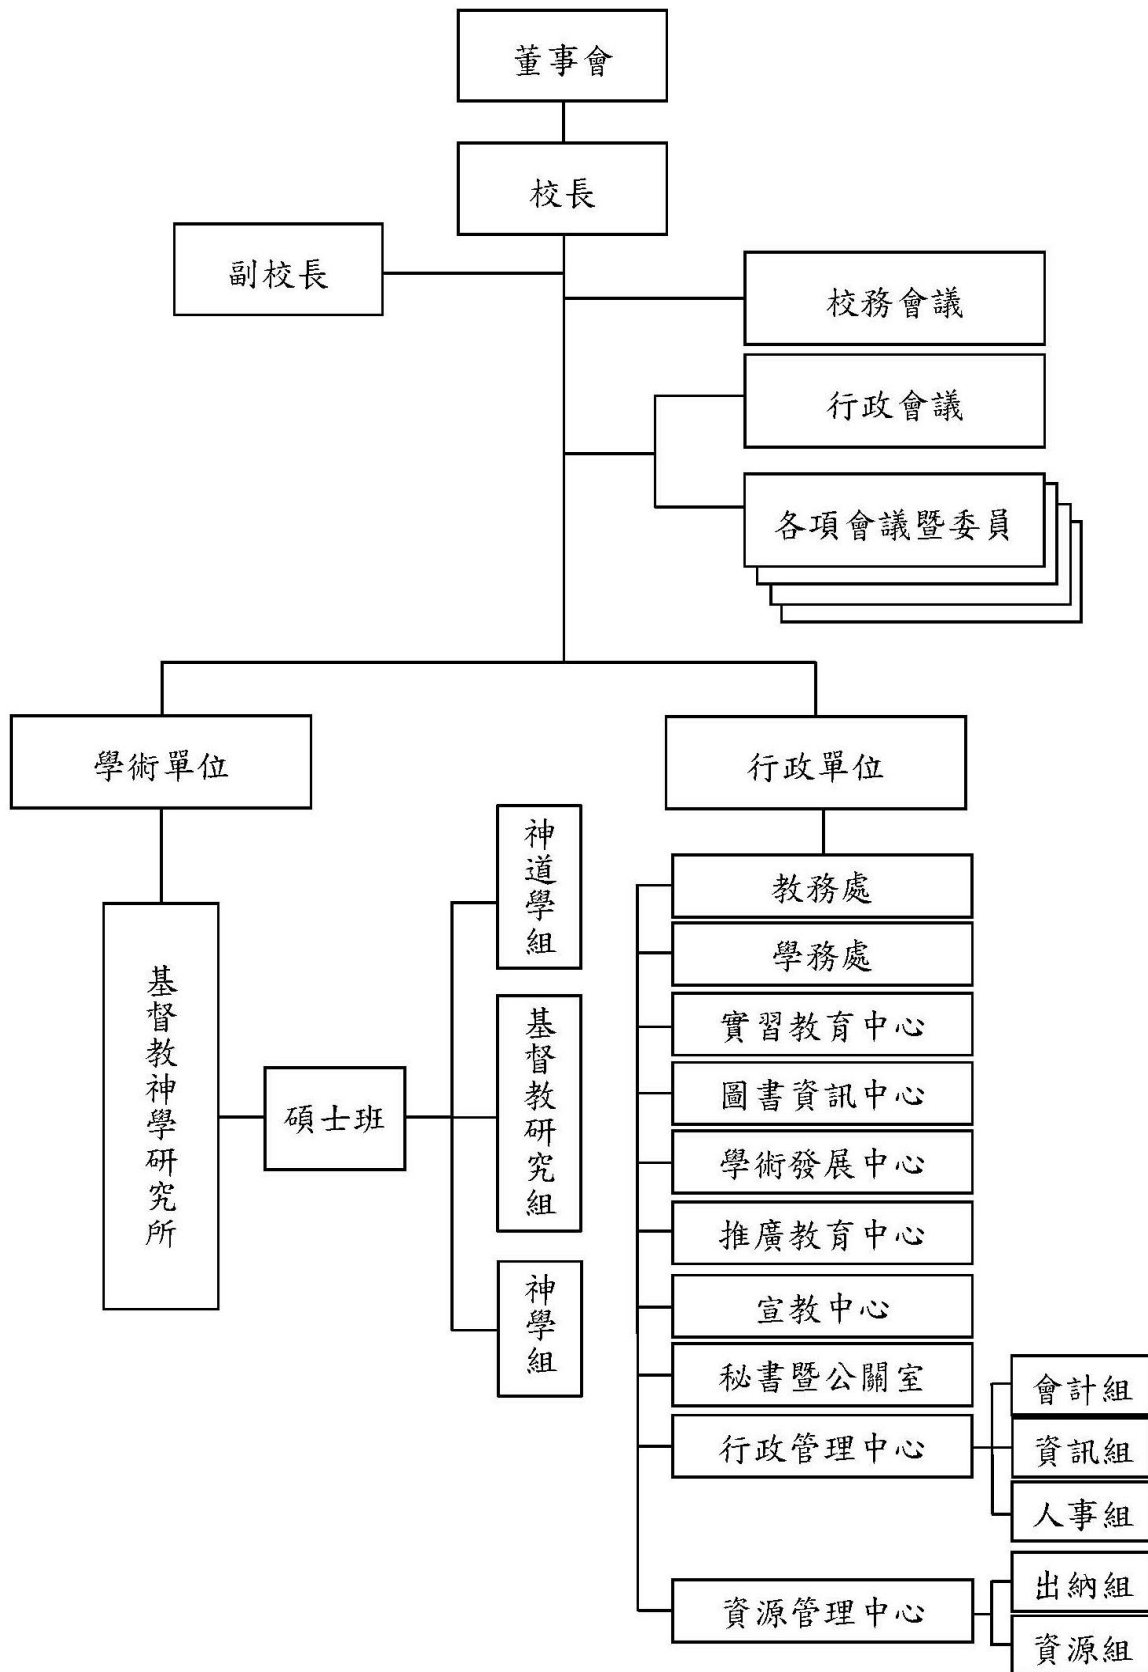 董事會
校長
副校長
校務會議
行政會議
各項會議暨委員
學術單位
行政單位
基督教神學研究所
碩士班
神道學組
基督教研究組
神學組
教務處
學務處
實習教育中心
圖書資訊中心
學術發展中心
推廣教育中心
宣教中心
秘書暨公關室
行政管理中心
會計組
資訊組
人事組
資源管理中心
出納組
資源組